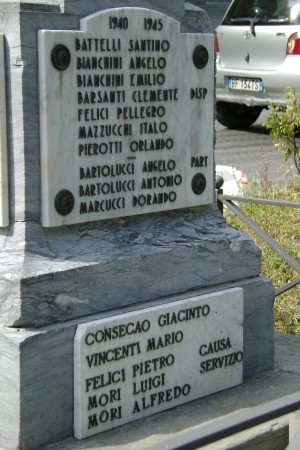 1940 1945
BATTELLI SANTINO
BIANCHINI ANGELO
BIANCHINI EMILIO
BARSANTI CLEMENTE DISP
FELICI PELLEGRO
MAZZUCHI ITALO
PIEROTTI ORLANDO
BARTOLUCCI ANGELO PART
BARTOLUCCI ANTONIO
MARCUCCI DORANDO
CONSECAO GIACINTO
VINCENTI MARIO
FELICI PIETRO CAUSA
MORI LUIGI SERVIZIO
MORI ALFREDO